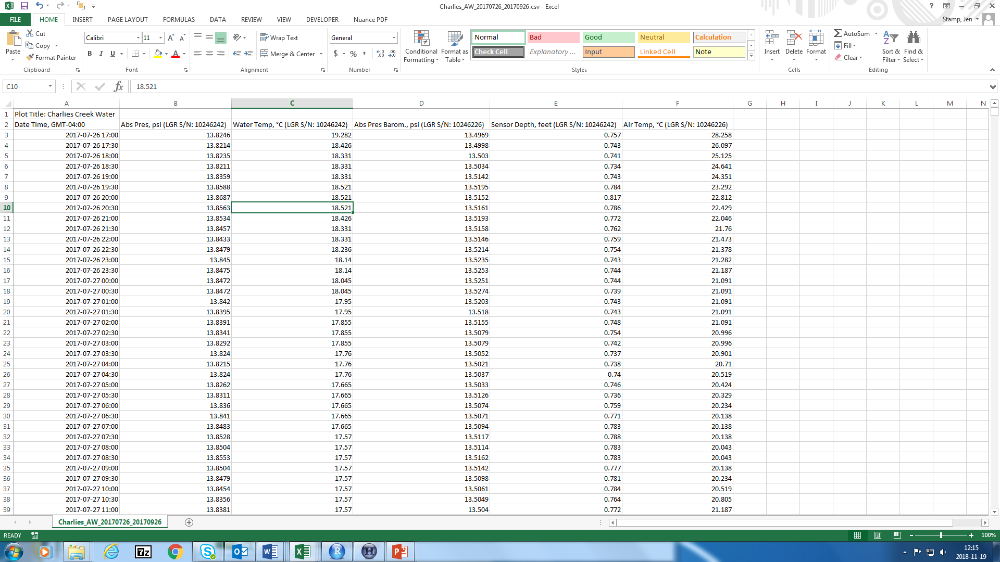 Charlies_AW_20170726_20170926.csv - Excel
FILE HOME INSERT PAGE LAYOUT FORMULAS DATA REVIEW VIEW DEVELOPER Nuance PDF Stamp, Jen
Cut
Copy
Format Painter
Paste
Clipboard
Calibri 11
B I U
Font
Wrap Text
Merge & Center
Alignment
General
$ % ,
Number
Conditional Formatting
Format as Table
Normal Bad Good Neutral Calculation
Check Cell Explanatory ... Input Linked Cell Note
Styles
Insert Delete Format
Cells
AutoSum
Fill
Clear
Sort & Filter
Find & Select
Editing
C10 fx 18.521
A B C D E F G H I J K L M N
1 Plot Title: Charlies Creek Water
2 Date Time, GMT-04:00 Abs Pres, psi (LGR S/N: 10246242) Water Temp, °C (LGR S/N: 10246242) Abs Pres Barom., psi (LGR S/N: 10246226) Sensor Depth, feet (LGR S/N: 10246242) Air Temp, °C (LGR S/N: 10246226)
3 2017-07-26 17:00 13.8246 19.282 13.4969 0.757 28.258
4 2017-07-26 17:30 13.8214 18.426 13.4998 0.743 26.097
5 2017-07-26 18:00 13.8235 18.331 13.503 0.741 25.125
6 2017-07-26 18:30 13.8211 18.331 13.5034 0.734 24.641
7 2017-07-26 19:00 13.8359 18.331 13.5142 0.743 24.351
8 2017-07-26 19:30 13.8588 18.521 13.5195 0.784 23.292
9 2017-07-26 20:00 13.8687 18.521 13.5152 0.817 22.812
10 2017-07-26 20:30 13.8563 18.521 13.5161 0.786 22.429
11 2017-07-26 21:00 13.8534 18.426 13.5193 0.772 22.046
12 2017-07-26 21:30 13.8457 18.331 13.5158 0.762 21.76
13 2017-07-26 22:00 13.8433 18.331 13.5146 0.759 21.473
14 2017-07-26 22:30 13.8479 18.236 13.5214 0.754 21.378
15 2017-07-26 23:00 13.845 18.14 13.5235 0.743 21.282
16 2017-07-26 23:30 13.8475 18.14 13.5253 0.744 21.187
17 2017-07-27 00:00 13.8472 18.045 13.5251 0.744 21.091
18 2017-07-27 00:30 13.8472 18.045 13.5274 0.739 21.091
19 2017-07-27 01:00 13.842 17.95 13.5203 0.743 21.091
20 2017-07-27 01:30 13.8395 17.95 13.518 0.743 21.091
21 2017-07-27 02:00 13.8391 17.855 13.5155 0.748 21.091
22 2017-07-27 02:30 13.8341 17.855 13.5079 0.754 20.996
23 2017-07-27 03:00 13.8292 17.855 13.5079 0.742 20.996
24 2017-07-27 03:30 13.824 17.76 13.5052 0.737 20.901
25 2017-07-27 04:00 13.8215 17.76 13.5021 0.738 20.71
26 2017-07-27 04:30 13.824 17.76 13.5037 0.74 20.519
27 2017-07-27 05:00 13.8262 17.665 13.5033 0.746 20.424
28 2017-07-27 05:30 13.8311 17.665 13.5126 0.736 20.329
29 2017-07-27 06:00 13.836 17.665 13.5074 0.759 20.234
30 2017-07-27 06:30 13.841 17.665 13.5071 0.771 20.138
31 2017-07-27 07:00 13.8483 17.665 13.5094 0.783 20.138
32 2017-07-27 07:30 13.8528 17.57 13.5117 0.788 20.138
33 2017-07-27 08:00 13.8504 17.57 13.5114 0.783 20.043
34 2017-07-27 08:30 13.8553 17.57 13.5162 0.783 20.043
35 2017-07-27 09:00 13.8504 17.57 13.5142 0.777 20.138
36 2017-07-27 09:30 13.8479 17.57 13.5098 0.781 20.234
37 2017-07-27 10:00 13.8454 17.57 13.5061 0.784 20.519
38 2017-07-27 10:30 13.8356 17.57 13.5049 0.764 20.805
39 2017-07-27 11:00 13.8381 17.57 13.504 0.772 21.187
Charlies_AW_20170726_20170926
READY 100%
12:15
2018-11-19